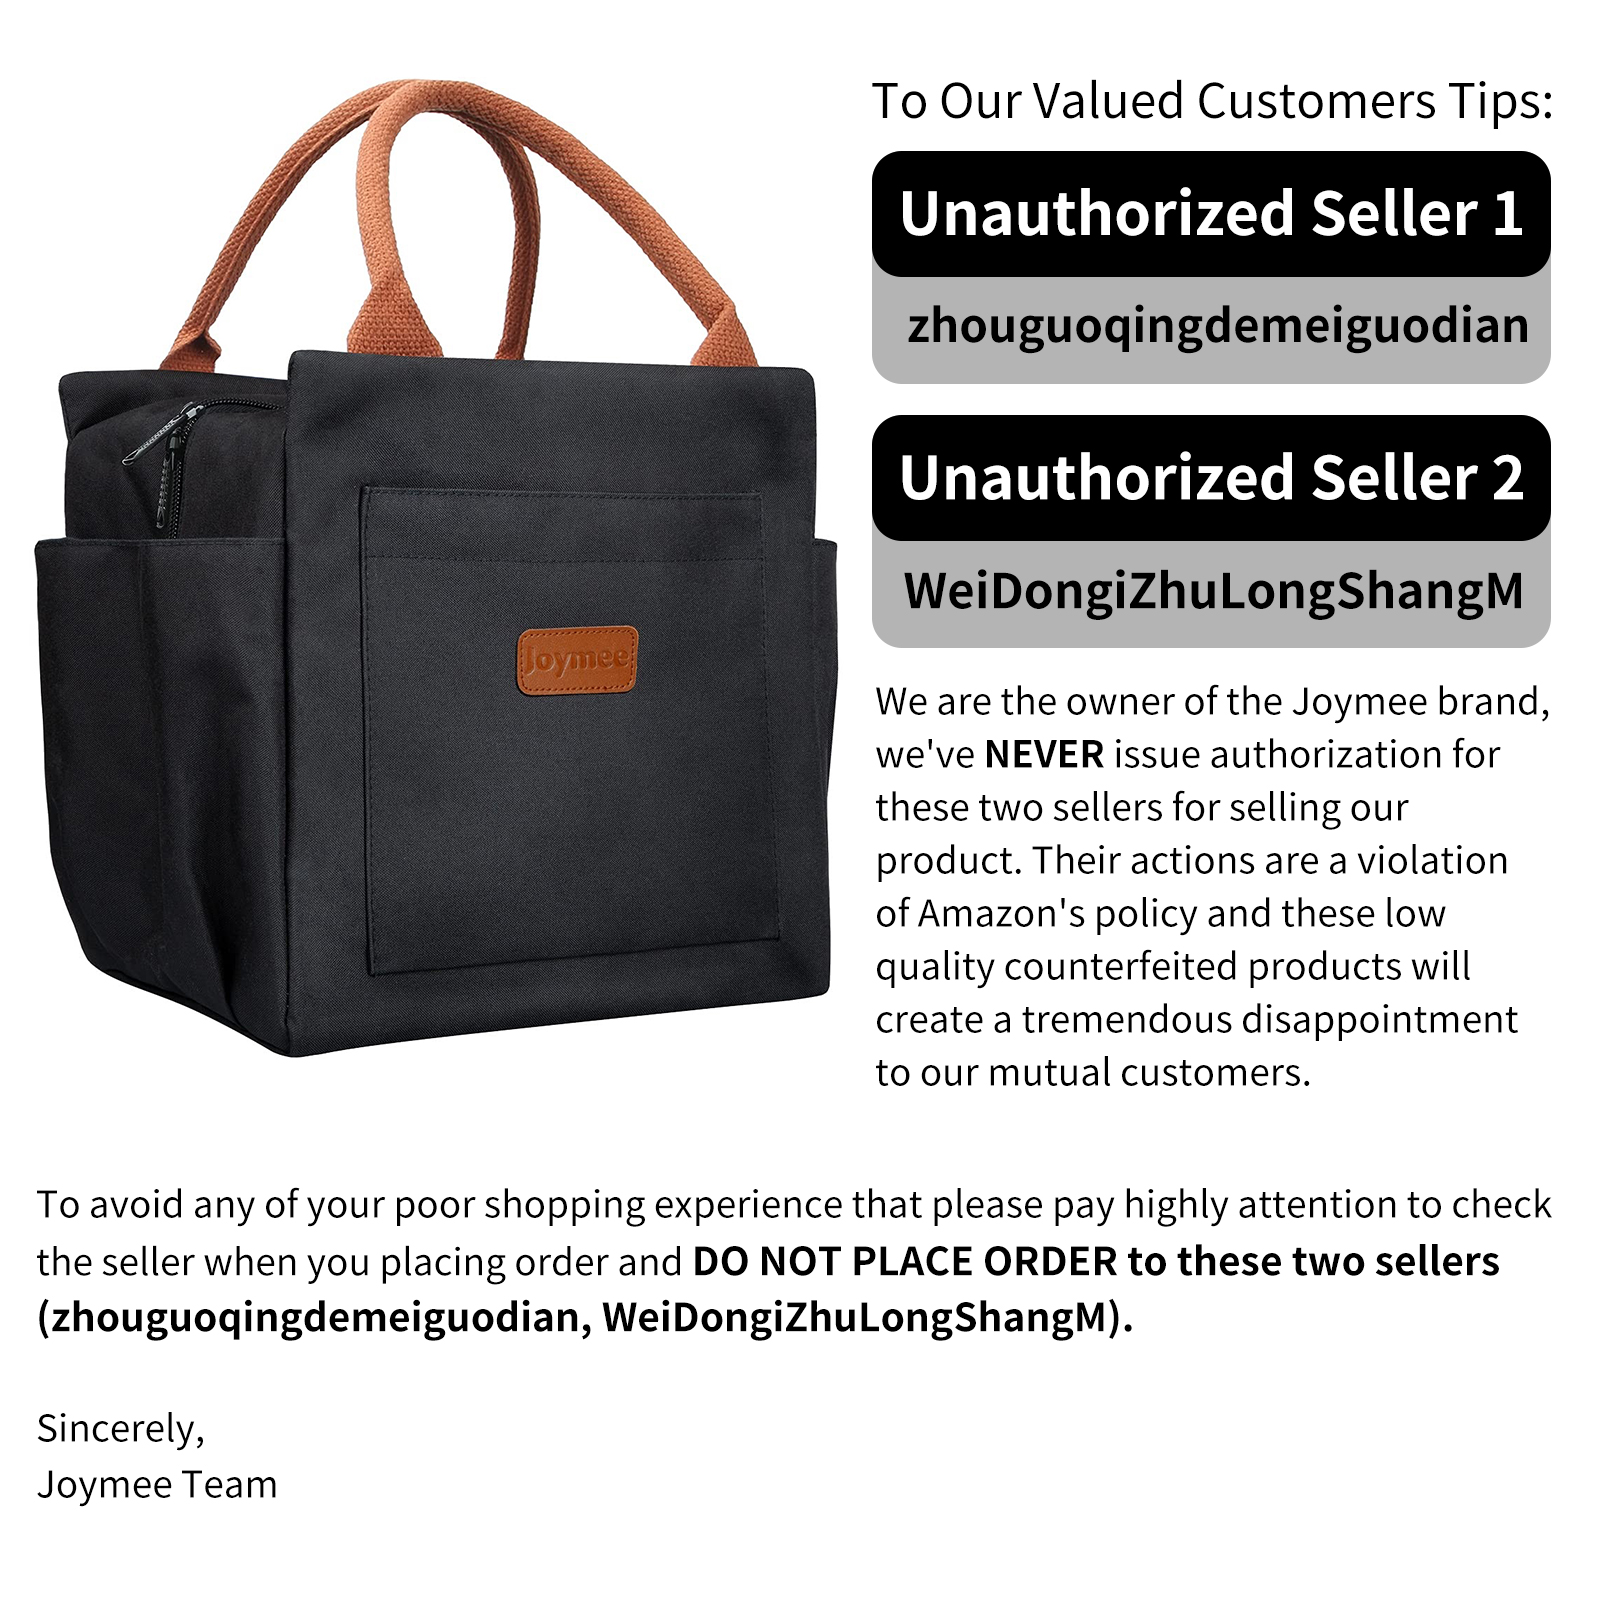 To Our Valued Customers Tips:
Unauthorized Seller 1
zhouguoqingdemeiguodian
Unauthorized Seller 2
WeiDongiZhuLongShangM
Joymee
We are the owner of the Joymee brand,
we've NEVER issue authorization for
these two sellers for selling our
product. Their actions are a violation
of Amazon's policy and these low
quality counterfeited products will
create a tremendous disappointment
to our mutual customers.
To avoid any of your poor shopping experience that please pay highly attention to check
the seller when you placing order and DO NOT PLACE ORDER to these two sellers
(zhouguoqingdemeiguodian, WeiDongiZhuLongShangM).
Sincerely,
Joymee Team